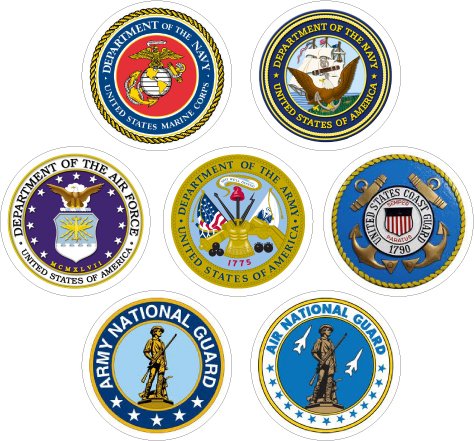 DEPARTMENT OF THE NAVY
UNITED STATES MARINE CORPS
DEPARTMENT OF THE NAVY
UNITED STATES OF AMERICA
DEPARTMENT OF THE AIR FORCE
MCMXLVII
UNITED STATES OF AMERICA
DEPARTMENT OF THE ARMY
1775
UNITED STATES OF AMERICA
UNITED STATES COAST GUARD
SEMPER
PARATUS
1790
ARMY NATIONAL GUARD
AIR NATIONAL GUARD